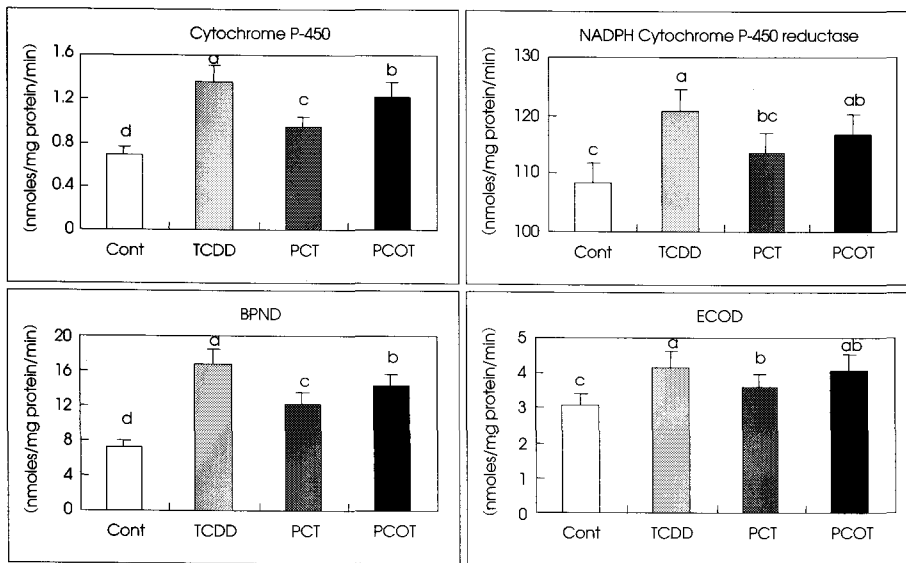 Cytochrome P-450
(nmoles/mg protein/min)
1.6
1.2
0.8
0.4
0
d
a
c
b
Cont TCDD PCT PCOT
NADPH Cytochrome P-450 reductase
(nmoles/mg protein/min)
130
120
110
100
c
a
bc
ab
Cont TCDD PCT PCOT
BPND
(nmoles/mg protein/min)
20
16
12
8
4
0
d
a
c
b
Cont TCDD PCT PCOT
ECOD
(nmoles/mg protein/min)
5
4
3
2
1
0
c
a
b
ab
Cont TCDD PCT PCOT